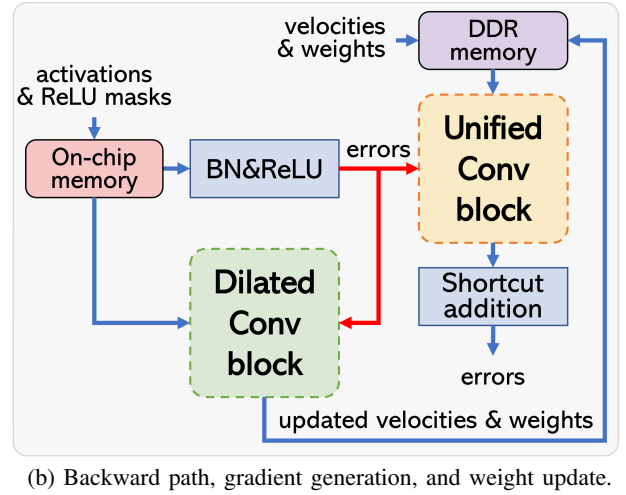 velocities
& weights
DDR
memory
activations
& ReLU masks
On-chip
memory
BN&ReLU
errors
Unified
Conv
block
Dilated
Conv
block
Shortcut
addition
errors
updated velocities & weights
(b) Backward path, gradient generation, and weight update.